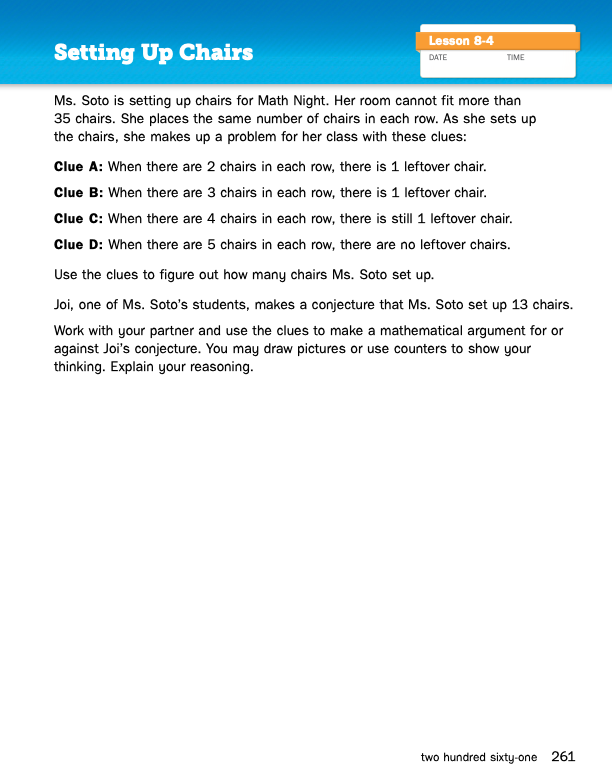 Setting Up Chairs
Lesson 8-4
DATE TIME
Ms. Soto is setting up chairs for Math Night. Her room cannot fit more than
35 chairs. She places the same number of chairs in each row. As she sets up
the chairs, she makes up a problem for her class with these clues:
Clue A: When there are 2 chairs in each row, there is 1 leftover chair.
Clue B: When there are 3 chairs in each row, there is 1 leftover chair.
Clue C: When there are 4 chairs in each row, there is still 1 leftover chair.
Clue D: When there are 5 chairs in each row, there are no leftover chairs.
Use the clues to figure out how many chairs Ms. Soto set up.
Joi, one of Ms. Soto’s students, makes a conjecture that Ms. Soto set up 13 chairs.
Work with your partner and use the clues to make a mathematical argument for or
against Joi’s conjecture. You may draw pictures or use counters to show your
thinking. Explain your reasoning.
two hundred sixty-one 261